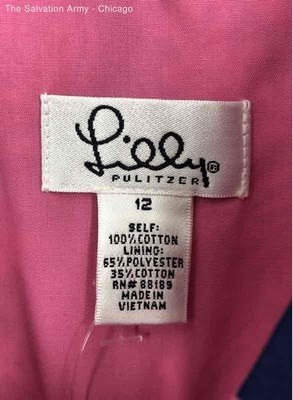 The Salvation Army - Chicago
Lilly®
PULITZER
12
SELF:
100%COTTON
LINING:
65%POLYESTER
35%COTTON
RN# 88189
MADE IN
VIETNAM